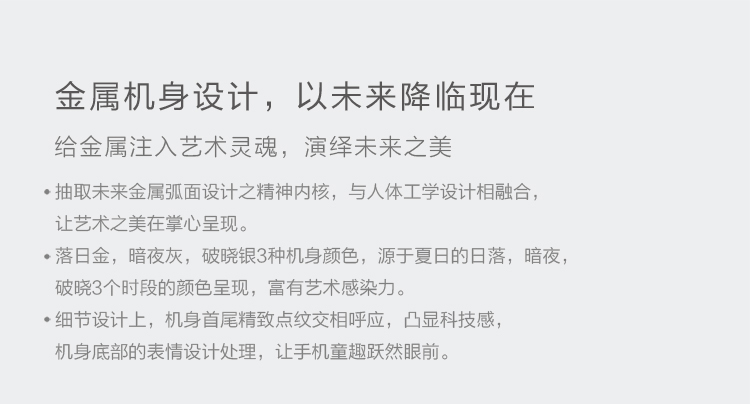 金属机身设计，以未来降临现在
给金属注入艺术灵魂，演绎未来之美
•抽取未来金属弧面设计之精神内核，与人体工学设计相融合，
让艺术之美在掌心呈现。
•落日金，暗夜灰，破晓银3种机身颜色，源于夏日的日落，暗夜，
破晓3个时段的颜色呈现，富有艺术感染力。
•细节设计上，机身首尾精致点纹交相呼应，凸显科技感，
机身底部的表情设计处理，让手机童趣跃然眼前。